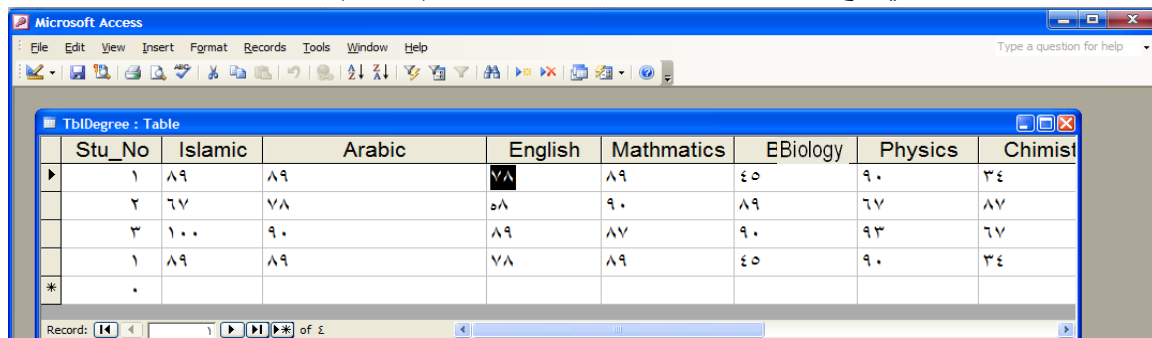 Microsoft Access
File Edit View Insert Format Records Tools Window Help Type a question for help
TblDegree : Table
Stu_No Islamic Arabic English Mathmatics EBiology Physics Chimist
١ ٨٩ ٨٩ ٧٨ ٨٩ ٤٥ ٩٠ ٣٤
٢ ٦٧ ٧٨ ٥٨ ٩٠ ٨٩ ٦٧ ٨٧
٣ ١٠٠ ٩٠ ٨٩ ٨٧ ٩٠ ٩٣ ٦٧
١ ٨٩ ٨٩ ٧٨ ٨٩ ٤٥ ٩٠ ٣٤
٠
Record: ١ of ٤